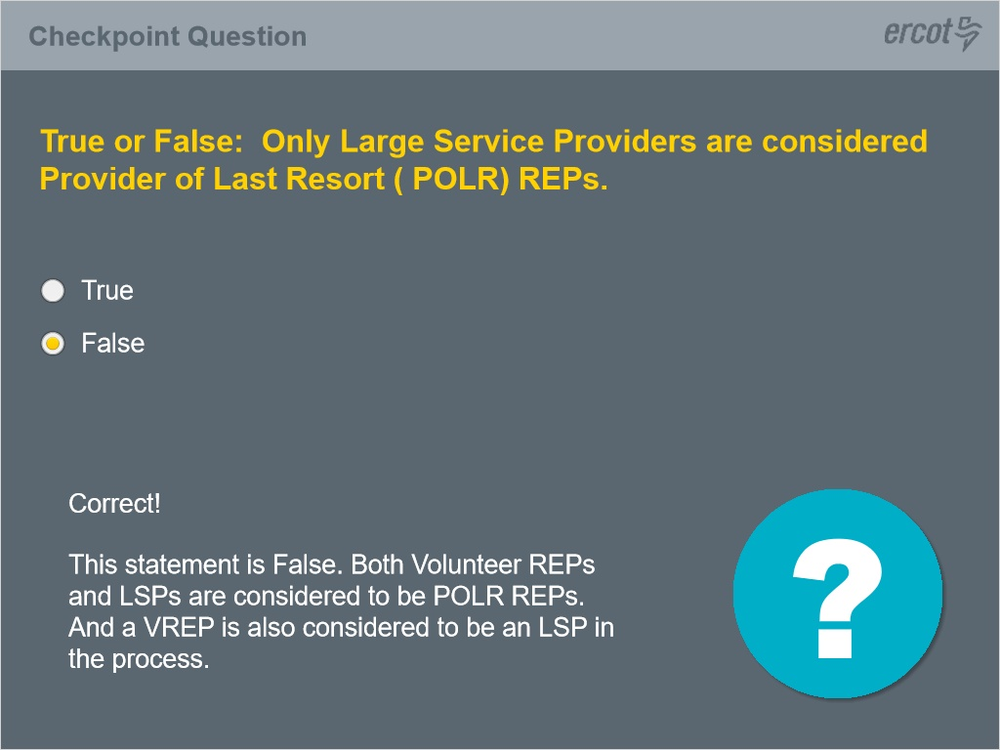 Checkpoint Question
ercot
True or False:  Only Large Service Providers are considered
Provider of Last Resort ( POLR) REPs.
True
False
Correct!
This statement is False. Both Volunteer REPs
and LSPs are considered to be POLR REPs.
And a VREP is also considered to be an LSP in
the process.
?